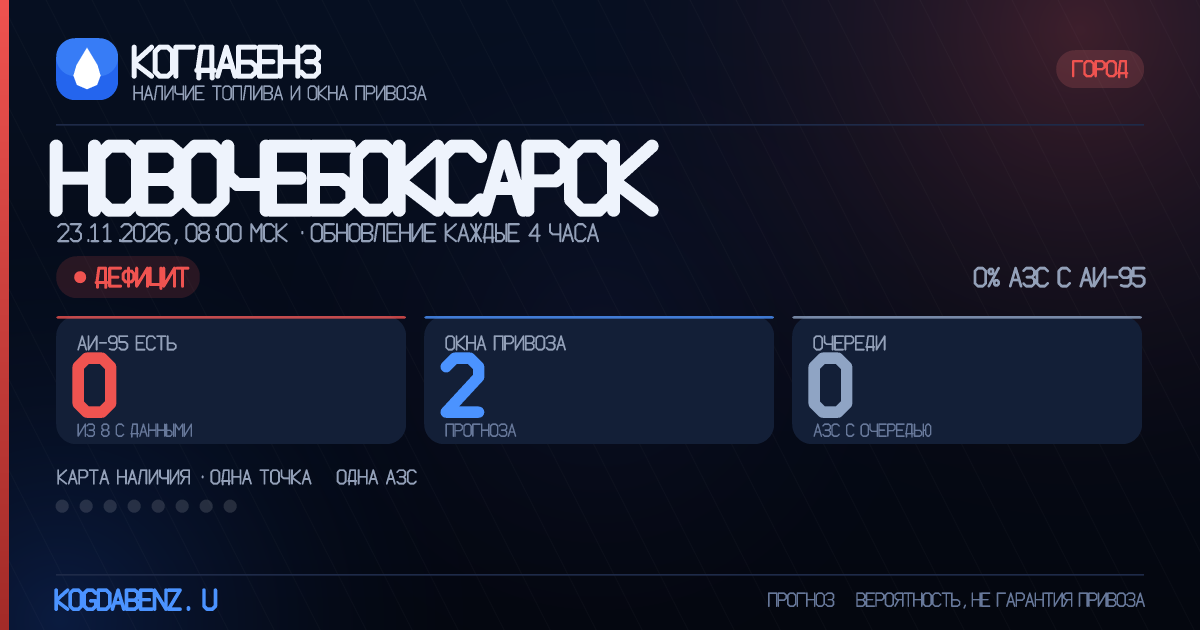 КОГДАБЕНЗ
НАЛИЧИЕ ТОПЛИВА И ОКНА ПРИВОЗА
ГОРОД
НОВОЧЕБОКСАРСК
23.11.2026, 08:00 МСК · ОБНОВЛЕНИЕ КАЖДЫЕ 4 ЧАСА
ДЕФИЦИТ
0% АЗС С АИ-95
АИ-95 ЕСТЬ
0
ИЗ 8 С ДАННЫМИ
ОКНА ПРИВОЗА
2
ПРОГНОЗА
ОЧЕРЕДИ
0
АЗС С ОЧЕРЕДЬЮ
КАРТА НАЛИЧИЯ · ОДНА ТОЧКА ОДНА АЗС
KOGDABENZ. U
ПРОГНОЗ ВЕРОЯТНОСТЬ, НЕ ГАРАНТИЯ ПРИВОЗА